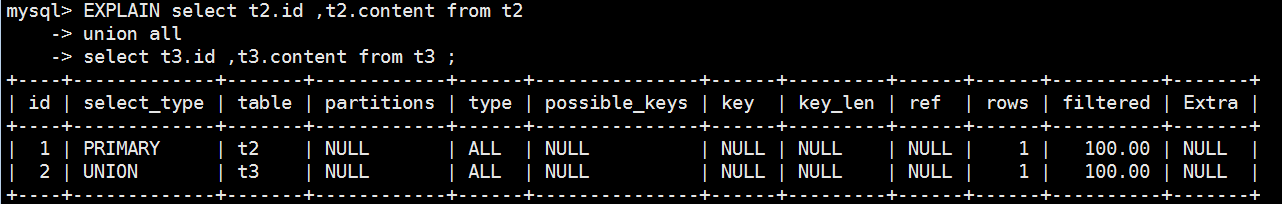 mysql> EXPLAIN select t2.id ,t2.content from t2
    -> union all
    -> select t3.id ,t3.content from t3 ;
+----+-------------+-------+------------+------+---------------+------+---------+------+------+----------+-------+
| id | select_type | table | partitions | type | possible_keys | key  | key_len | ref  | rows | filtered | Extra |
+----+-------------+-------+------------+------+---------------+------+---------+------+------+----------+-------+
|  1 | PRIMARY     | t2    | NULL       | ALL  | NULL          | NULL | NULL    | NULL |    1 |   100.00 | NULL  |
|  2 | UNION       | t3    | NULL       | ALL  | NULL          | NULL | NULL    | NULL |    1 |   100.00 | NULL  |
+----+-------------+-------+------------+------+---------------+------+---------+------+------+----------+-------+